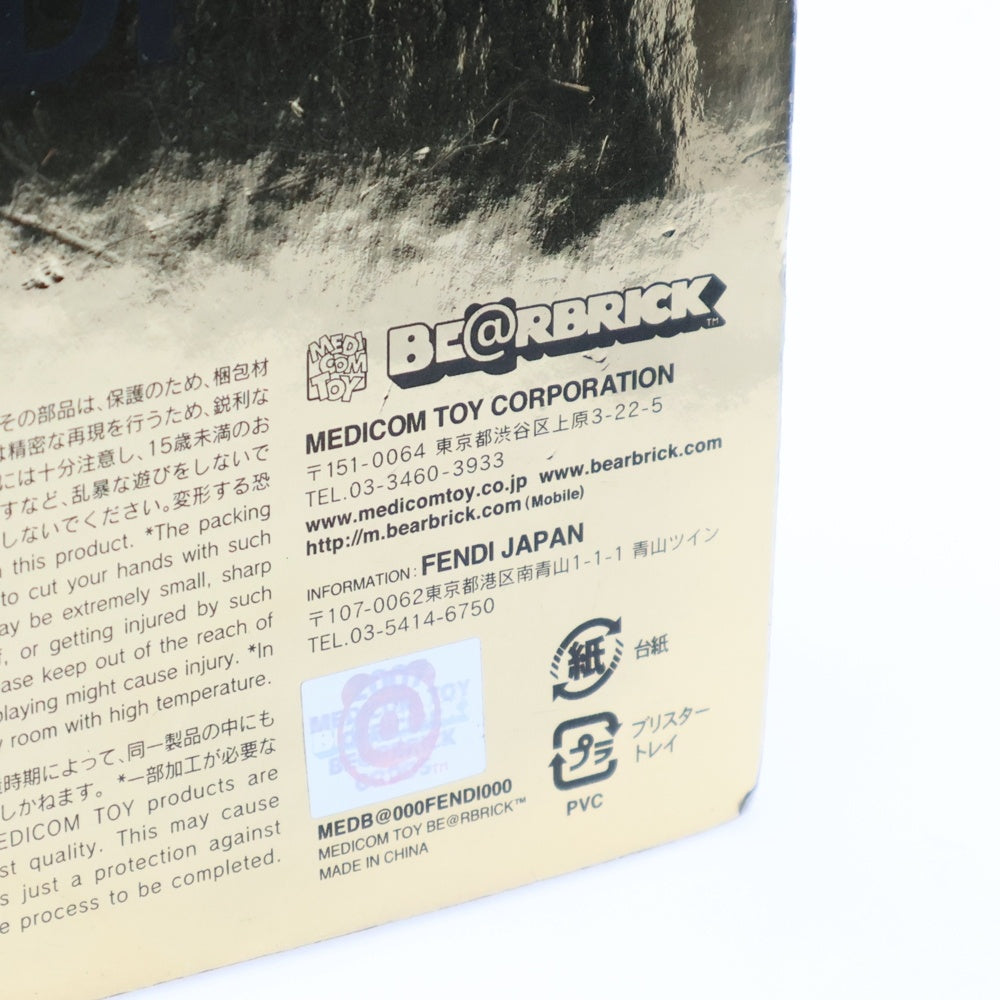 DI
その部品は、保護のため、梱包材
は精密な再現を行うため、鋭利な
には十分注意し、15歳未満のお
すなど、乱暴な遊びをしないで
しないでください。変形する恐
this product. *The packing
to cut your hands with such
ay be extremely small, sharp
, or getting injured by such
ase keep out of the reach of
playing might cause injury. *In
room with high temperature.
造時期によって、同一製品の中にも
しかねます。 *一部加工が必要な
EDICOM TOY products are
st quality. This may cause
s just a protection against
e process to be completed.
MEDI COM TOY
BE@RBRICK™
MEDICOM TOY CORPORATION
〒151-0064 東京都渋谷区上原3-22-5
TEL.03-3460-3933
www.medicomtoy.co.jp www.bearbrick.com
http://m.bearbrick.com (Mobile)
INFORMATION: FENDI JAPAN
〒107-0062東京都港区南青山1-1-1 青山ツイン
TEL.03-5414-6750
紙 台紙
プラ ブリスター
トレイ
PVC
MEDB@000FENDI000
MEDICOM TOY BE@RBRICK™
MADE IN CHINA